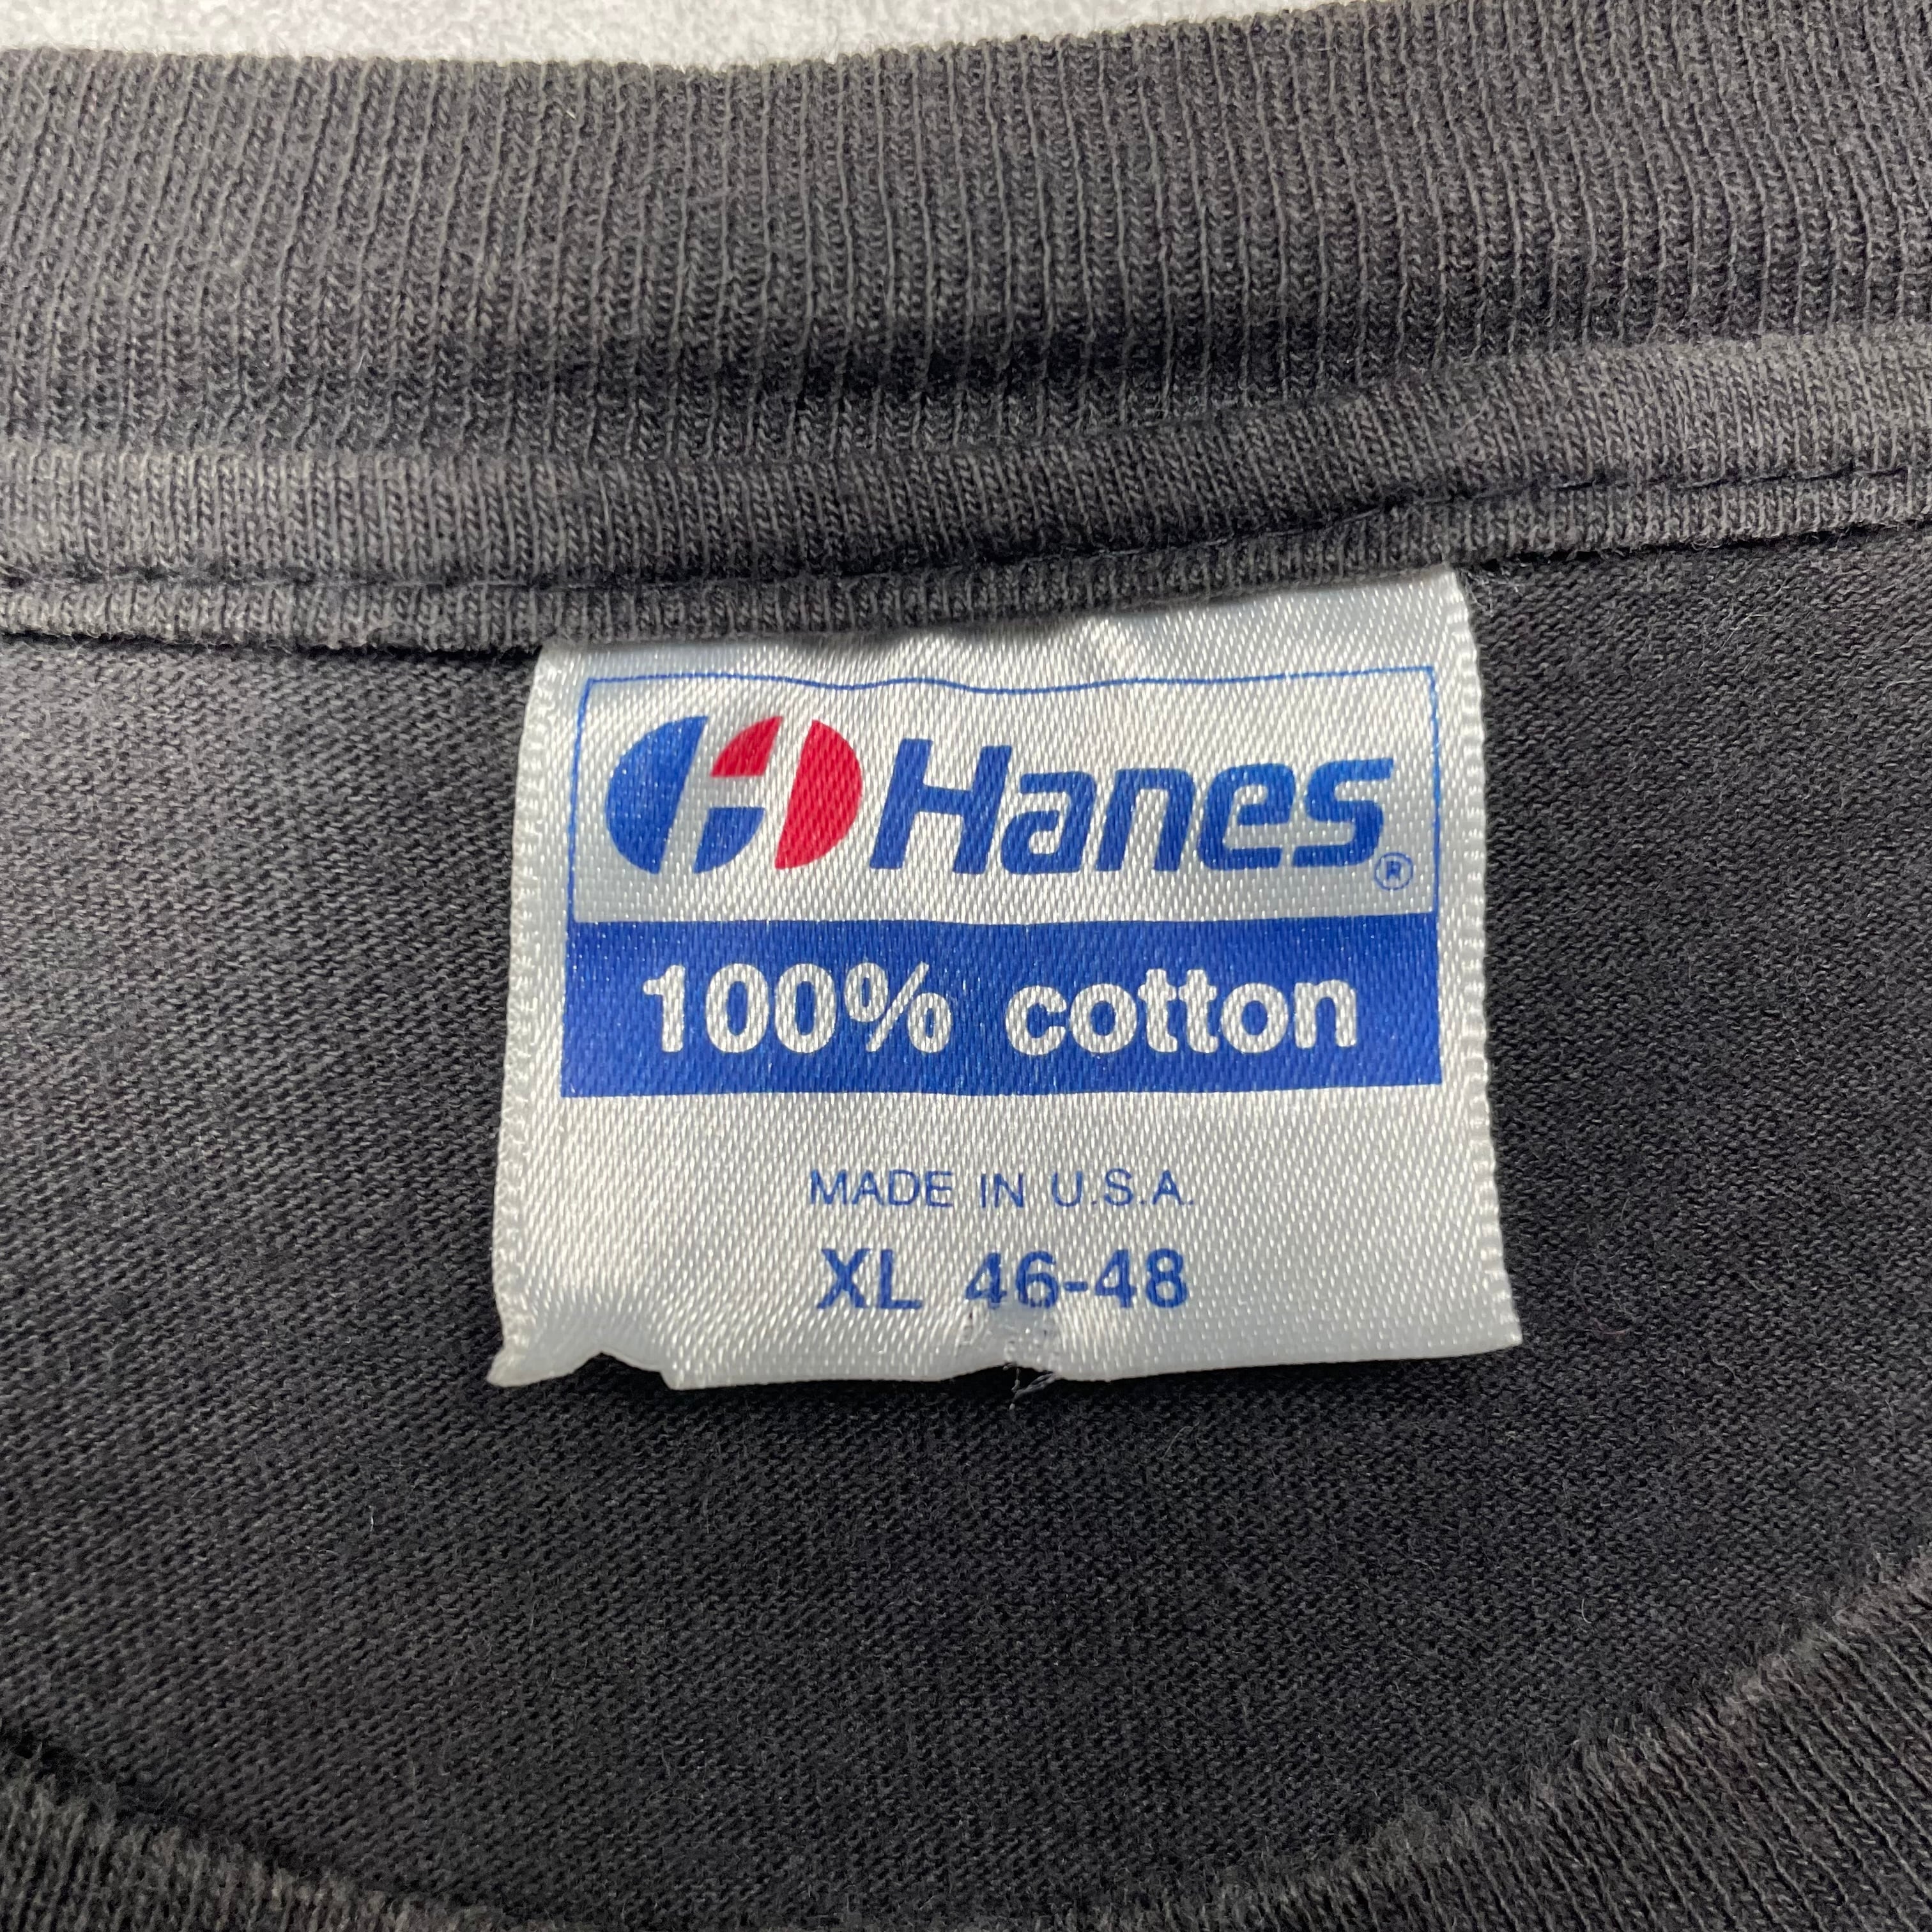 Hanes®
100% cotton
MADE IN U.S.A.
XL 46-48